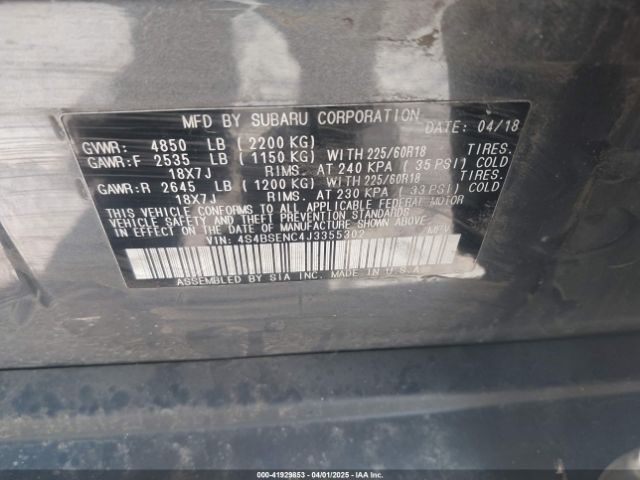 MFD BY SUBARU CORPORATION
DATE: 04/18
GVWR: 4850 LB (2200 KG)
GAWR:F 2535 LB (1150 KG) WITH 225/60R18 TIRES.
18X7J RIMS. AT 240 KPA (35 PSI) COLD
GAWR:R 2645 LB (1200 KG) WITH 225/60R18 TIRES.
18X7J RIMS. AT 230 KPA (33 PSI) COLD
THIS VEHICLE CONFORMS TO ALL APPLICABLE FEDERAL MOTOR
VEHICLE SAFETY AND THEFT PREVENTION STANDARDS
IN EFFECT ON THE DATE OF MANUFACTURE SHOWN ABOVE.
VIN: 4S4BSENC4J3355302 MPV
ASSEMBLED BY SIA INC. MADE IN U.S.A
000-41929853 04/01/2025 IAAI.COM